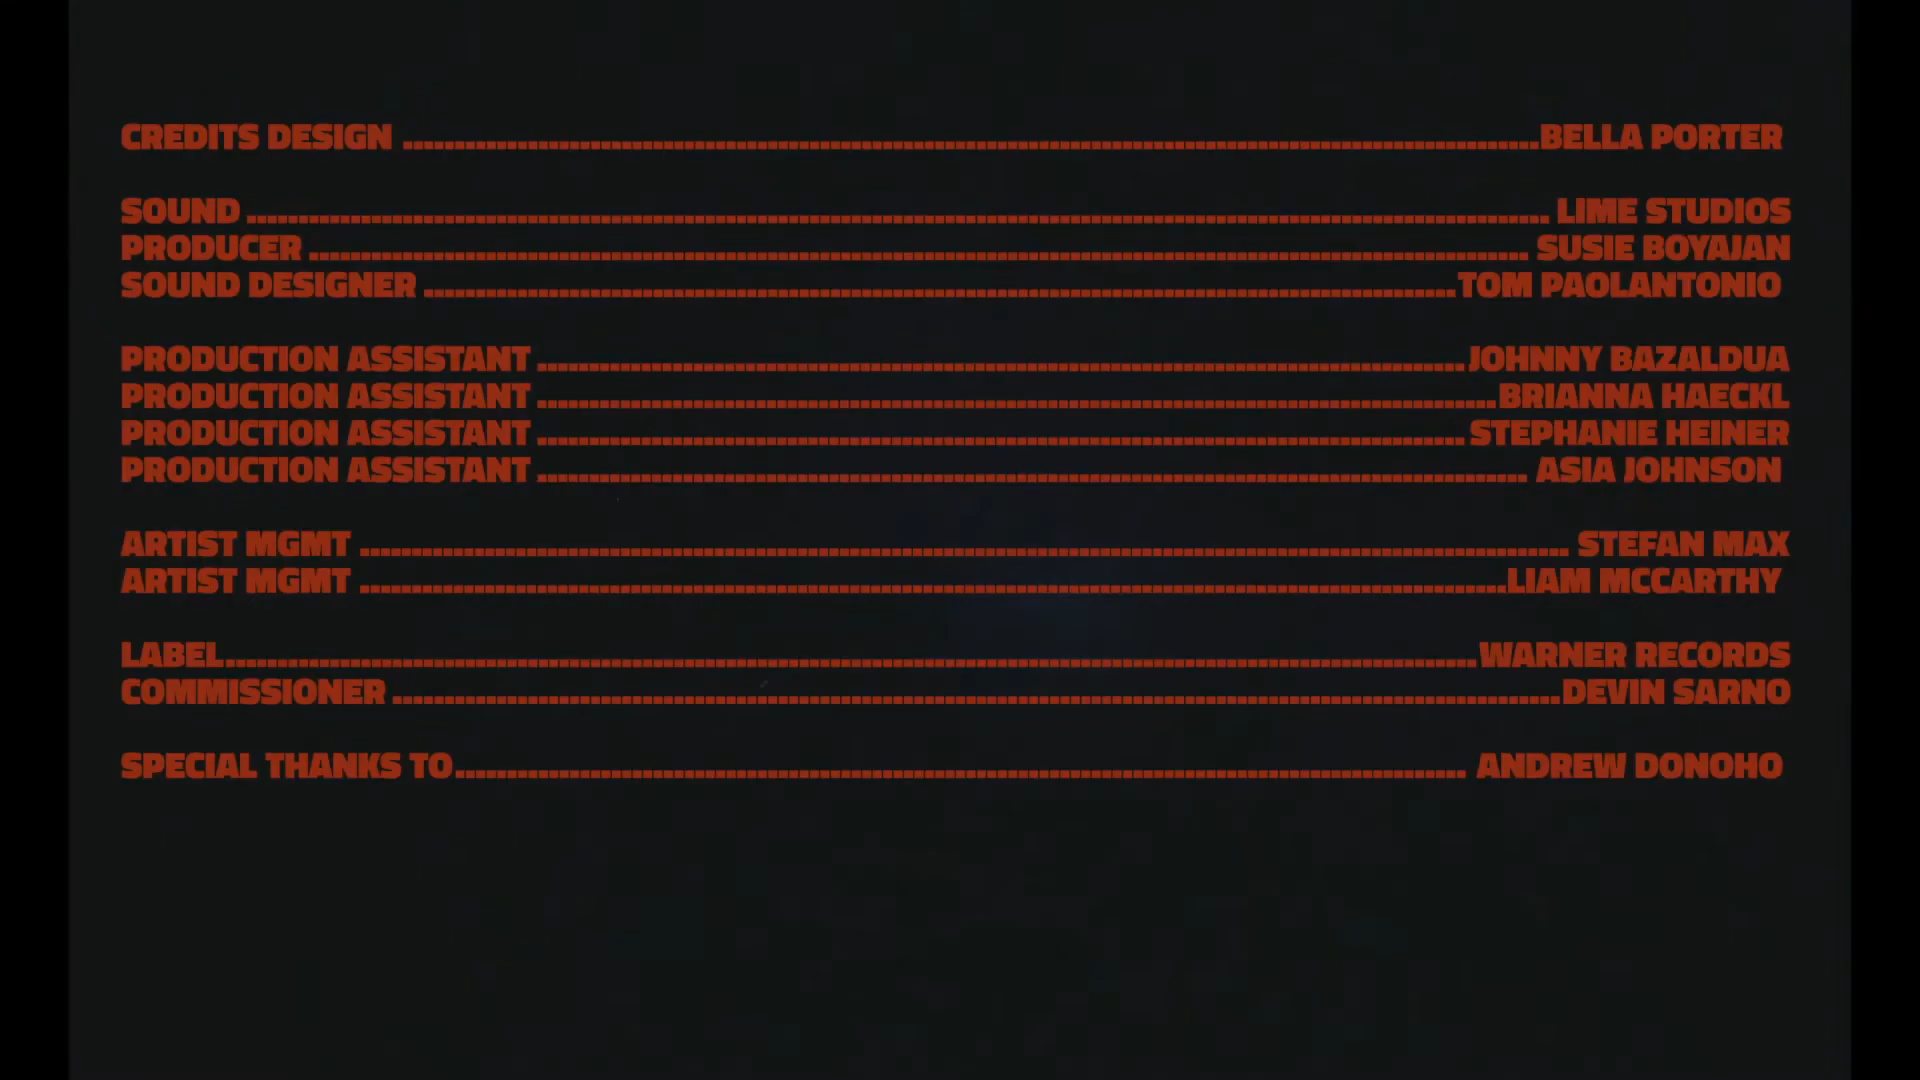 CREDITS DESIGN ........................................BELLA PORTER
SOUND ........................................ LIME STUDIOS
PRODUCER ........................................ SUSIE BOYAJAN
SOUND DESIGNER ........................................TOM PAOLANTONIO
PRODUCTION ASSISTANT ........................................JOHNNY BAZALDUA
PRODUCTION ASSISTANT ........................................BRIANNA HAECKL
PRODUCTION ASSISTANT ........................................STEPHANIE HEINER
PRODUCTION ASSISTANT ........................................ ASIA JOHNSON
ARTIST MGMT ........................................ STEFAN MAX
ARTIST MGMT ........................................LIAM MCCARTHY
LABEL........................................WARNER RECORDS
COMMISSIONER ........................................DEVIN SARNO
SPECIAL THANKS TO........................................ ANDREW DONOHO